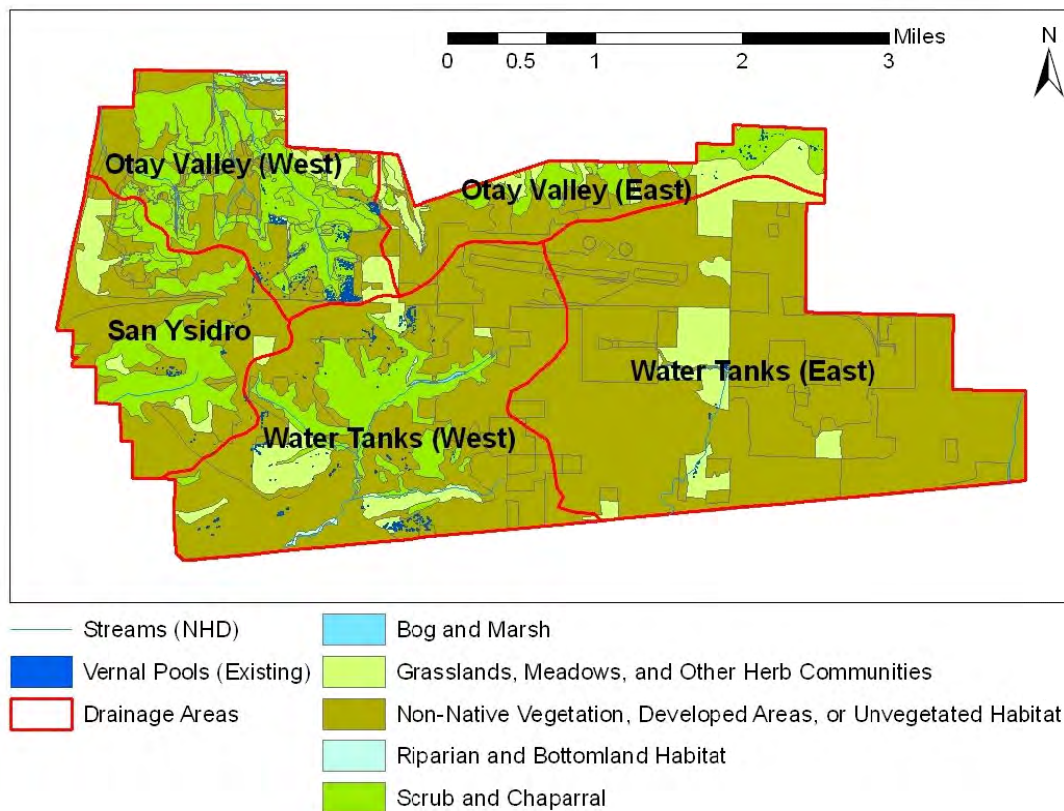 Miles
N
0 0.5 1 2 3
Otay Valley (West)
Otay Valley (East)
San Ysidro
Water Tanks (East)
Water Tanks (West)
Streams (NHD)
Vernal Pools (Existing)
Drainage Areas
Bog and Marsh
Grasslands, Meadows, and Other Herb Communities
Non-Native Vegetation, Developed Areas, or Unvegetated Habitat
Riparian and Bottomland Habitat
Scrub and Chaparral